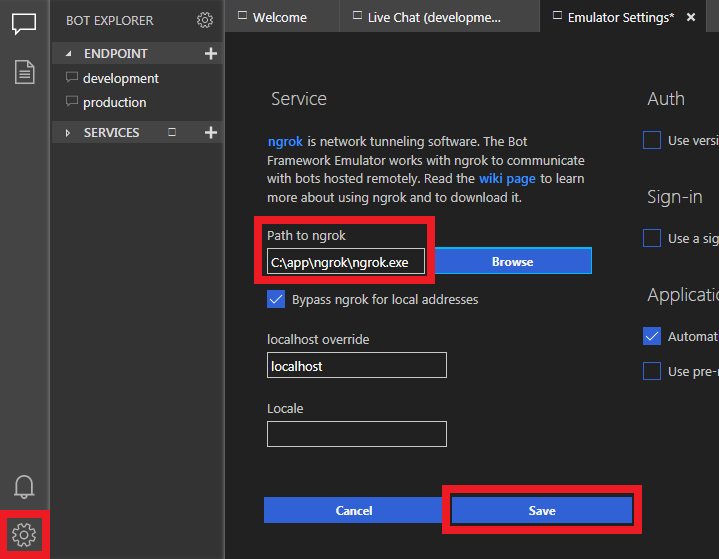 BOT EXPLORER
ENDPOINT
development
production
SERVICES
Welcome
Live Chat (developme...
Emulator Settings*
Service
ngrok is network tunneling software. The Bot
Framework Emulator works with ngrok to communicate
with bots hosted remotely. Read the wiki page to learn
more about using ngrok and to download it.
Path to ngrok
C:\app\ngrok\ngrok.exe
Browse
Bypass ngrok for local addresses
localhost override
localhost
Locale
Cancel
Save
Auth
Use versi
Sign-in
Use a sig
Applicatio
Automat
Use pre-r